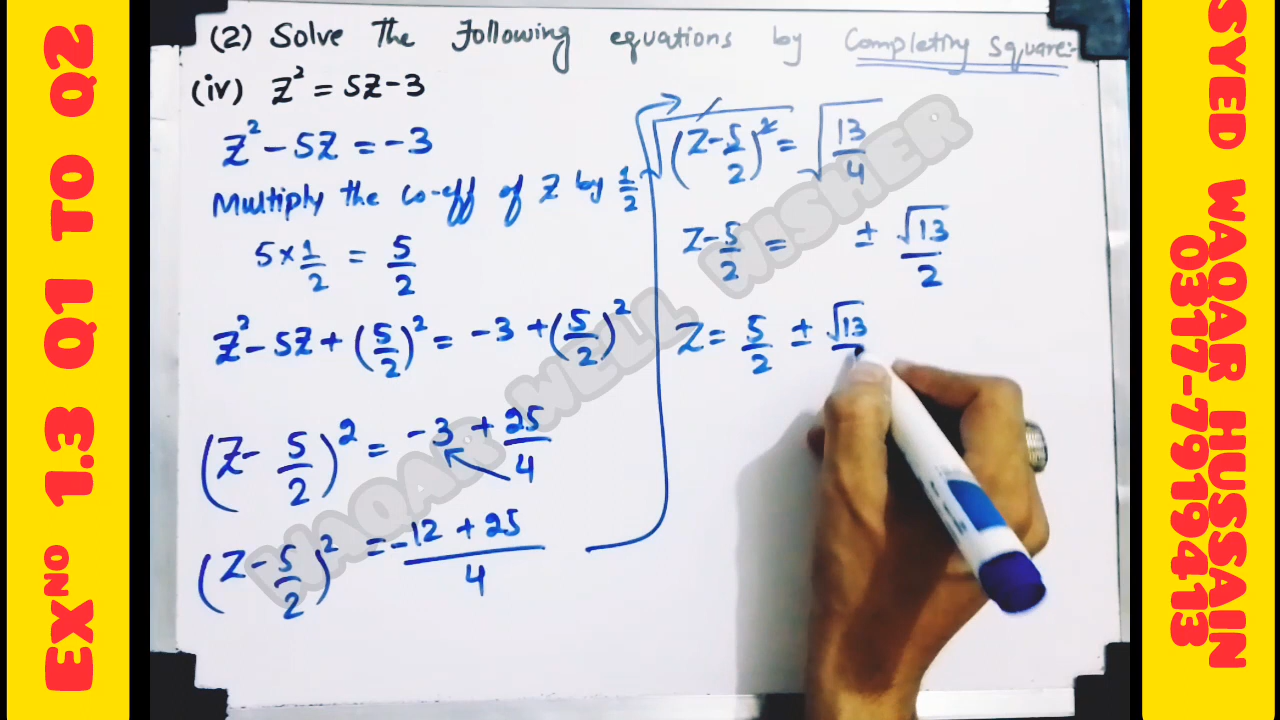 EXNO 1.3 Q1 TO Q2
(2) Solve the following equations by Completing Square:-
(iv) z² = 5z-3
z² - 5z = -3
Multiply the co-eff of z by 1/2
5 × 1/2 = 5/2
z² - 5z + (5/2)² = -3 + (5/2)²
(z - 5/2)² = -3 + 25/4
(z - 5/2)² = -12 + 25/4
√(z - 5/2)² = √13/4
z - 5/2 = ± √13/2
z = 5/2 ± √13
WAQAR WELL WISHER
SYED WAQAR HUSSAIN
0317-7919413